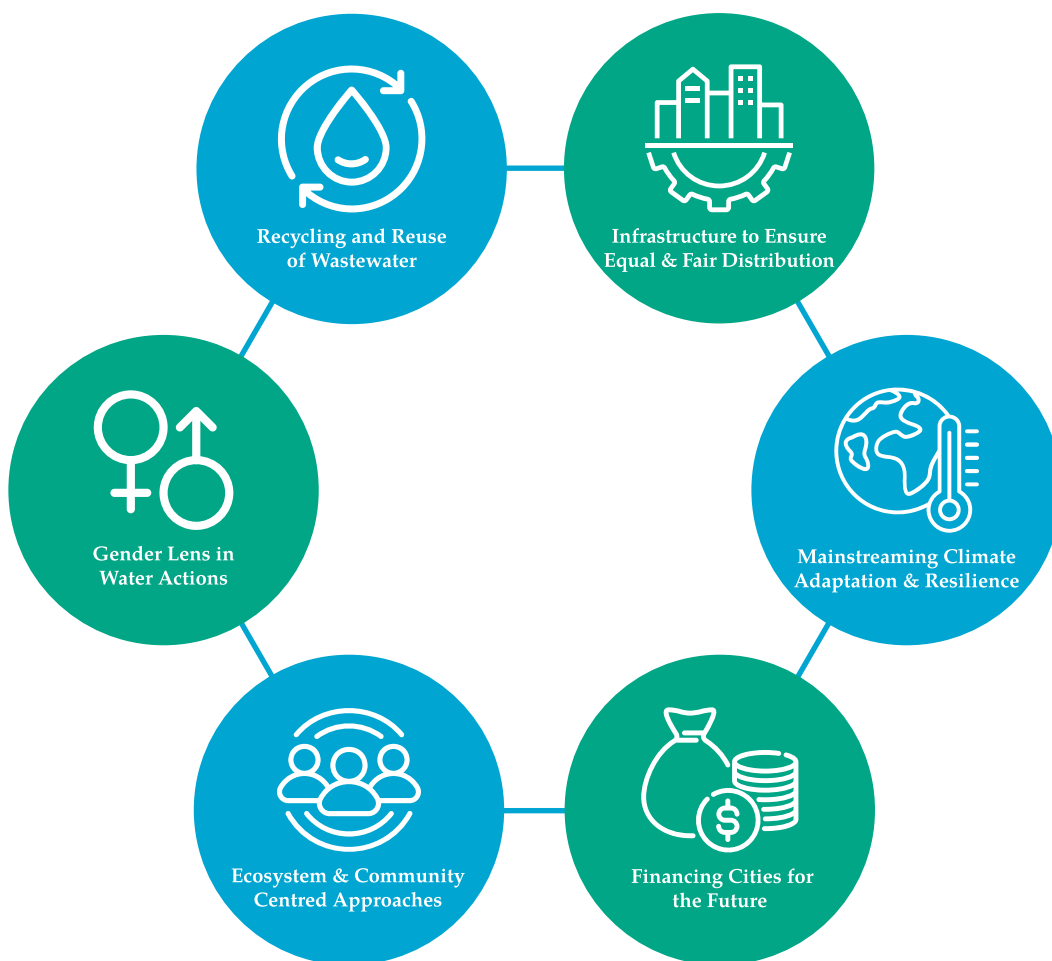 Recycling and Reuse
of Wastewater
Infrastructure to Ensure
Equal & Fair Distribution
Gender Lens in
Water Actions
Mainstreaming Climate
Adaptation & Resilience
Ecosystem & Community
Centred Approaches
$
Financing Cities for
the Future